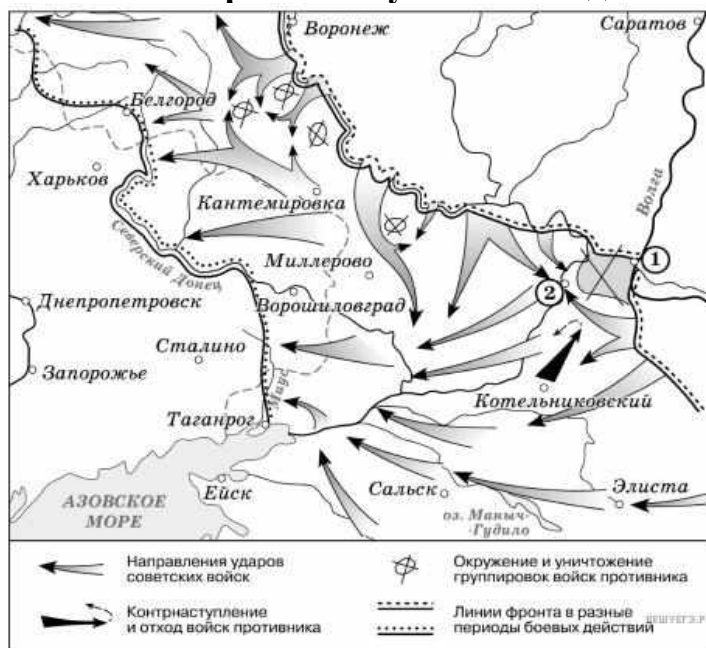 Воронеж
Саратов
Белгород
Харьков
Волга
Кантемировка
Северский Донец
Миллерово
1
2
Днепропетровск
Ворошиловград
Сталино
Запорожье
Миус
Котельниковский
Таганрог
Ейск
Сальск
Элиста
АЗОВСКОЕ
МОРЕ
оз. Маныч-
Гудило
Направления ударов
советских войск
Окружение и уничтожение
группировок войск противника
Контрнаступление
и отход войск противника
Линии фронта в разные
периоды боевых действий